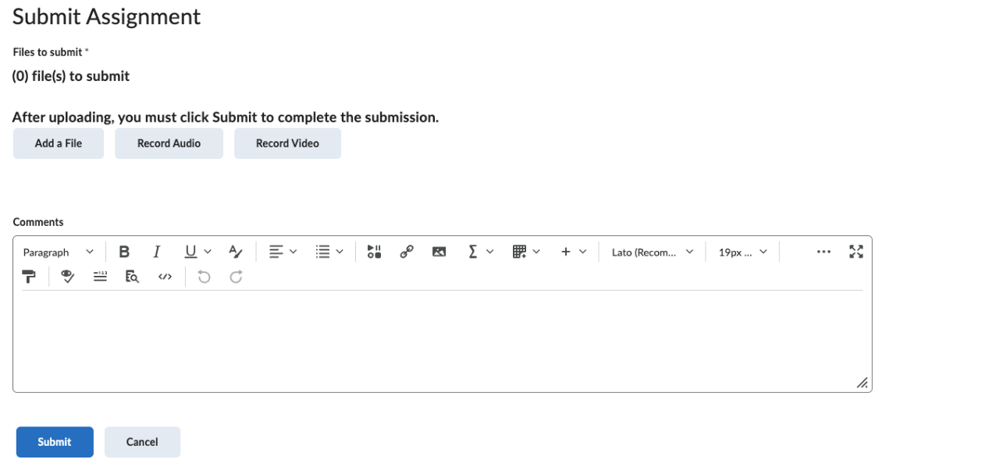 Submit Assignment
Files to submit *
(0) file(s) to submit
After uploading, you must click Submit to complete the submission.
Add a File Record Audio Record Video
Comments
Paragraph B I U A Σ + Lato (Recom... 19px ... ...
</>
Submit Cancel